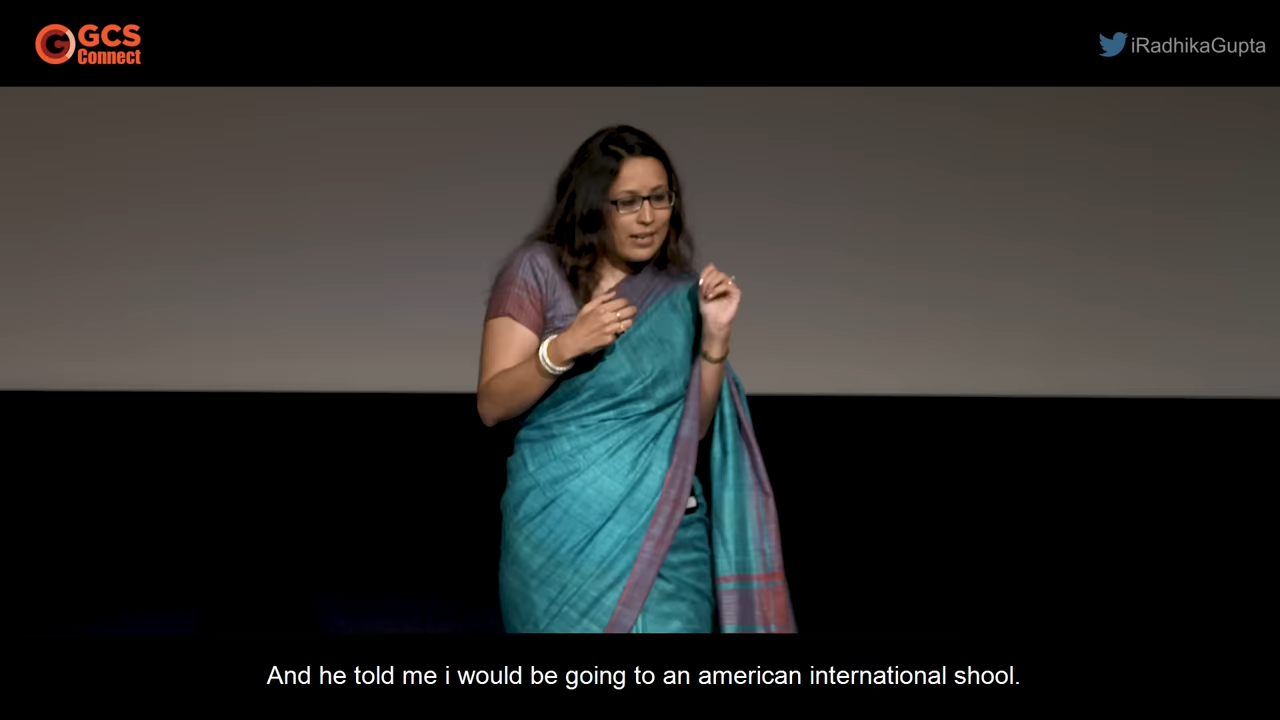 GCS
Connect
iRadhikaGupta
And he told me i would be going to an american international shool.